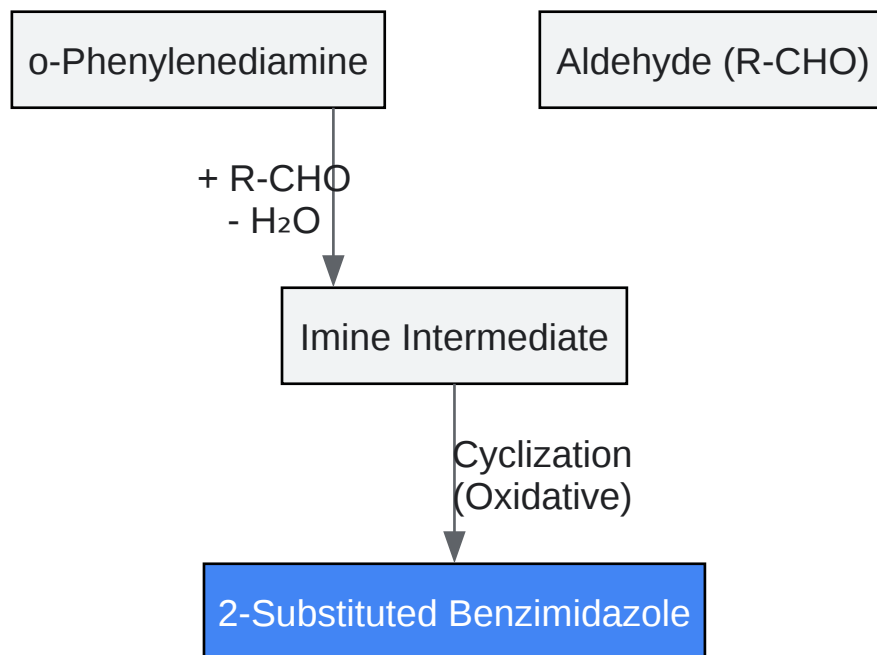 o-Phenylenediamine
Aldehyde (R-CHO)
+ R-CHO
- H₂O
Imine Intermediate
Cyclization
(Oxidative)
2-Substituted Benzimidazole